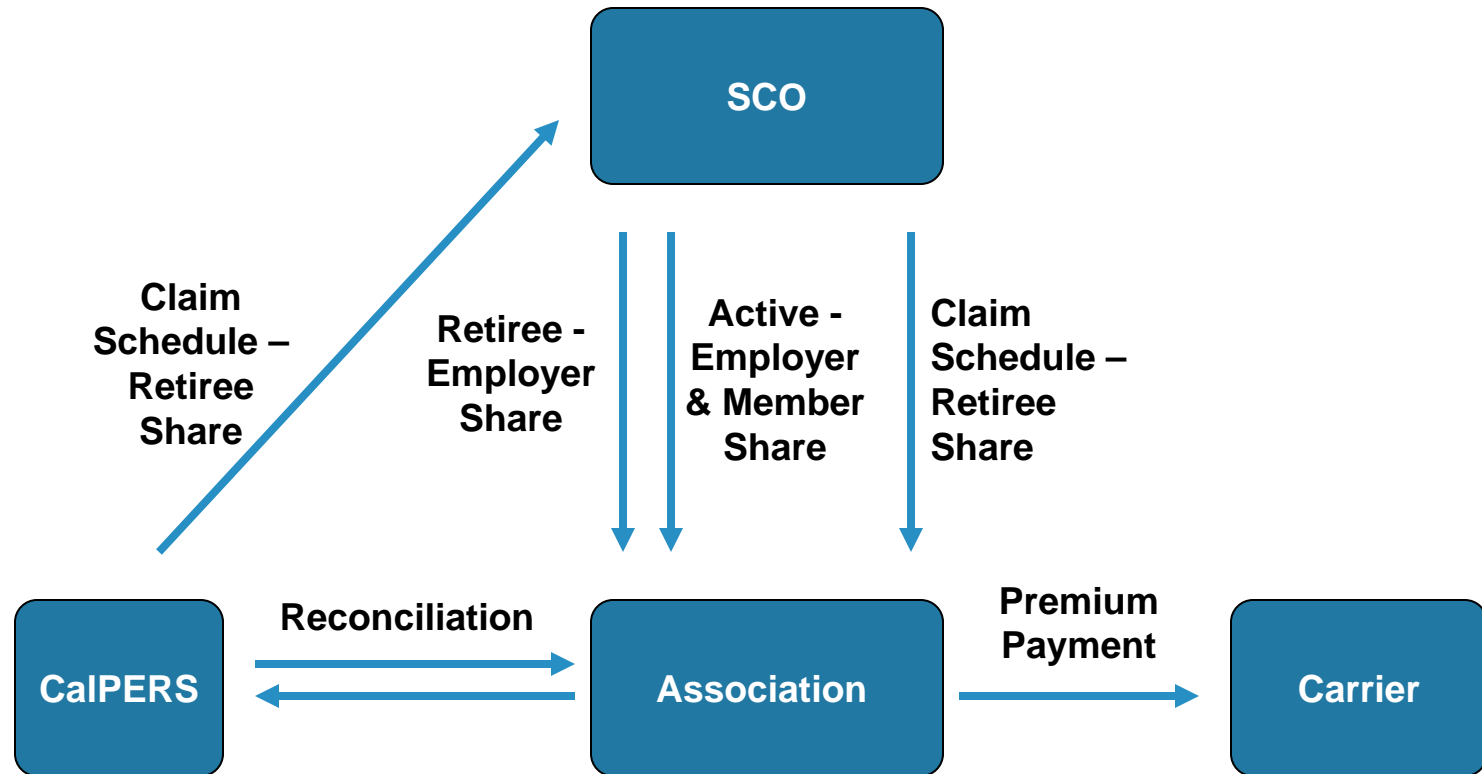 SCO
Claim
Schedule –
Retiree
Share
Retiree -
Employer
Share
Active -
Employer
& Member
Share
Claim
Schedule –
Retiree
Share
Reconciliation
Premium
Payment
CalPERS
Association
Carrier